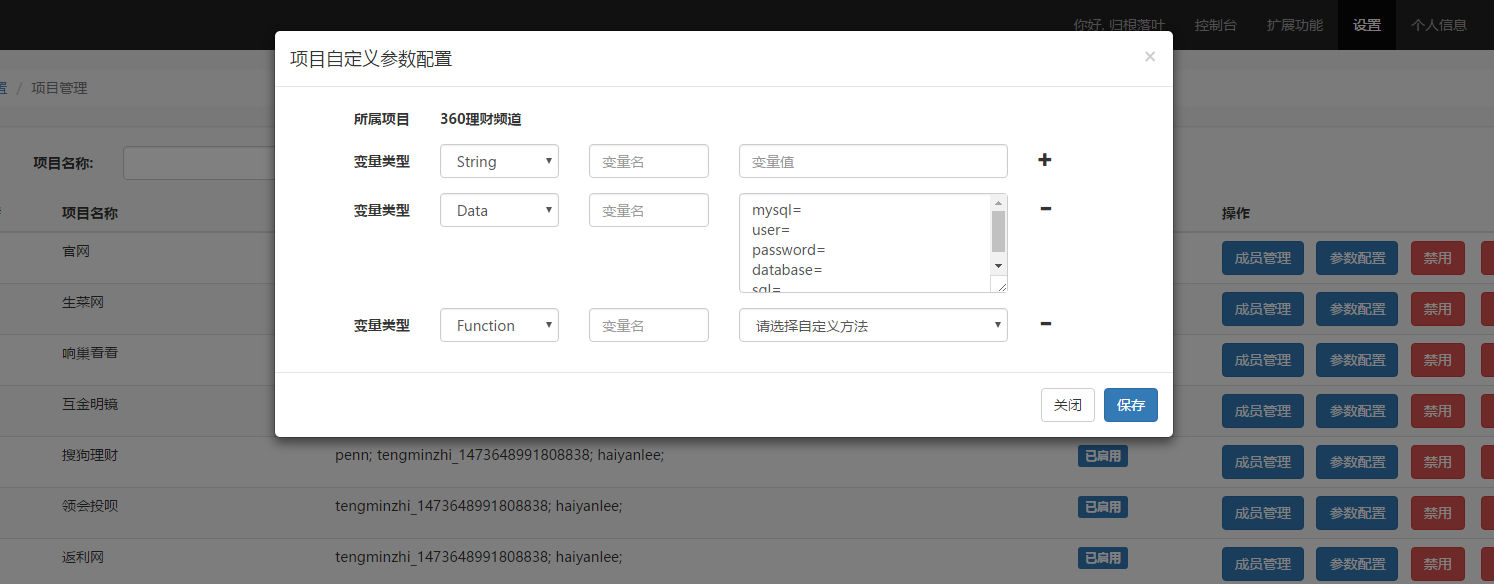 你好, 归根落叶 控制台 扩展功能 设置 个人信息
项目自定义参数配置 ×
置 / 项目管理
所属项目 360理财频道
变量类型 String 变量名 变量值
项目名称:
变量类型 Data 变量名 mysql=
user=
password=
database=
sql=
项目名称 操作
官网 成员管理 参数配置 禁用
生菜网 成员管理 参数配置 禁用
变量类型 Function 变量名 请选择自定义方法
响巢看看 成员管理 参数配置 禁用
互金明镜 成员管理 参数配置 禁用
关闭 保存
搜狗理财 penn; tengminzhi_1473648991808838; haiyanlee; 已启用 成员管理 参数配置 禁用
领会投呗 tengminzhi_1473648991808838; haiyanlee; 已启用 成员管理 参数配置 禁用
返利网 tengminzhi_1473648991808838; haiyanlee; 已启用 成员管理 参数配置 禁用